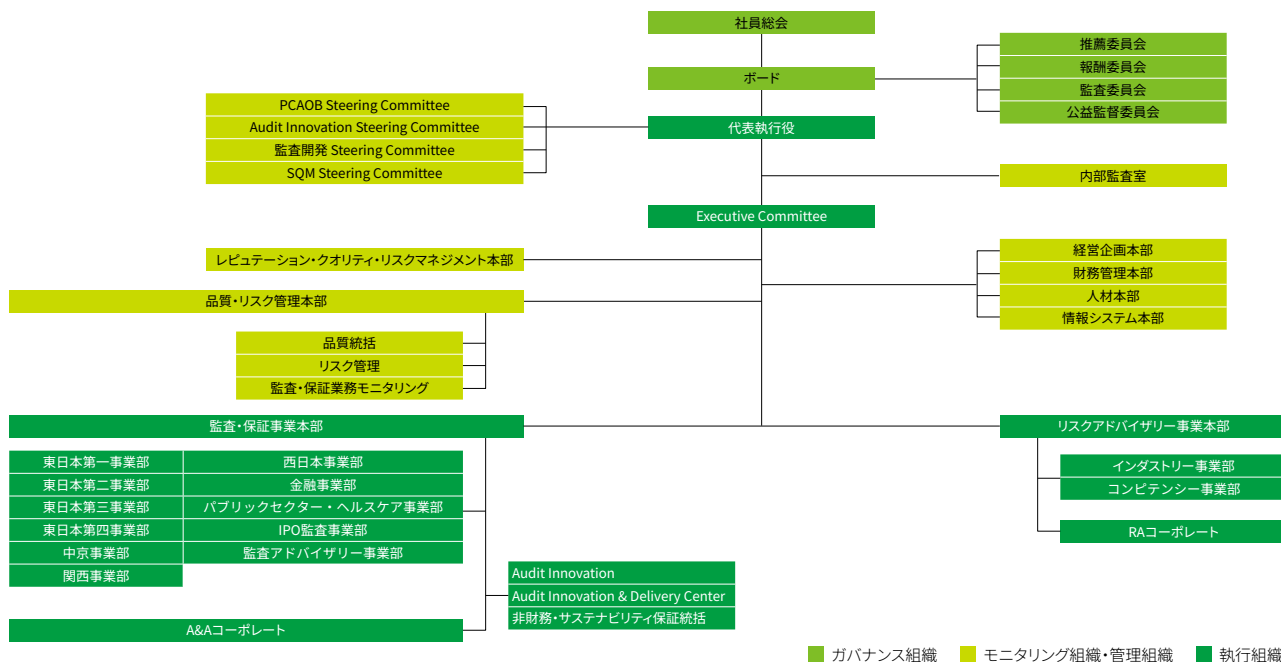 社員総会
ボード
推薦委員会
報酬委員会
監査委員会
公益監督委員会
PCAOB Steering Committee
Audit Innovation Steering Committee
監査開発 Steering Committee
SQM Steering Committee
代表執行役
内部監査室
Executive Committee
レピュテーション・クオリティ・リスクマネジメント本部
経営企画本部
財務管理本部
人材本部
情報システム本部
品質・リスク管理本部
品質統括
リスク管理
監査・保証業務モニタリング
監査・保証事業本部
リスクアドバイザリー事業本部
東日本第一事業部
西日本事業部
東日本第二事業部
金融事業部
東日本第三事業部
パブリックセクター・ヘルスケア事業部
東日本第四事業部
IPO監査事業部
中京事業部
監査アドバイザリー事業部
関西事業部
インダストリー事業部
コンピテンシー事業部
RAコーポレート
Audit Innovation
Audit Innovation & Delivery Center
非財務・サステナビリティ保証統括
A&Aコーポレート
ガバナンス組織
モニタリング組織・管理組織
執行組織